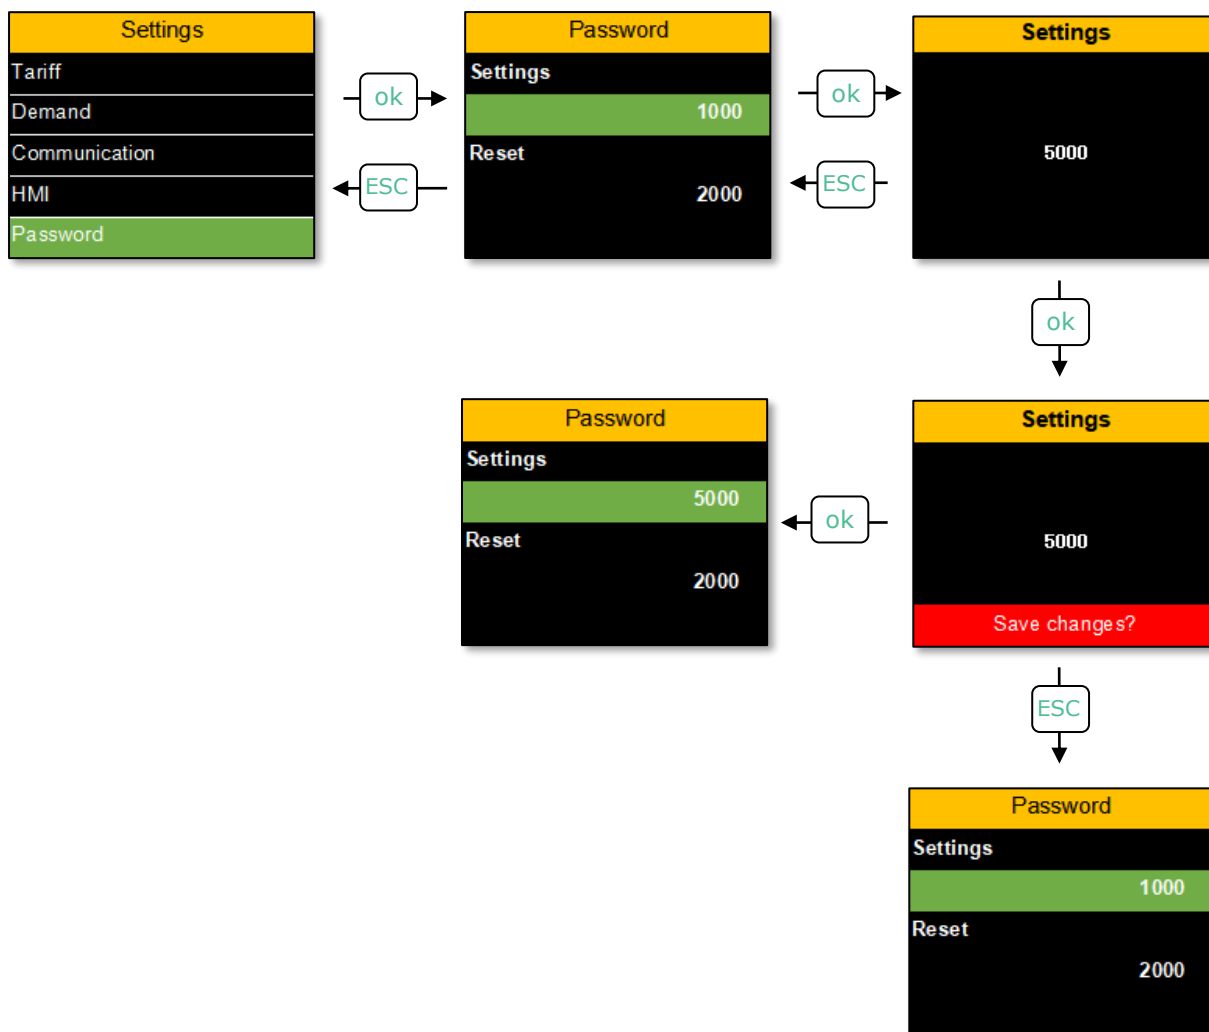 Settings
Tariff
Demand
Communication
HMI
Password
ok
ESC
Password
Settings
1000
Reset
2000
ok
ESC
Settings
5000
ok
Settings
5000
Save changes?
ok
Password
Settings
5000
Reset
2000
ESC
Password
Settings
1000
Reset
2000